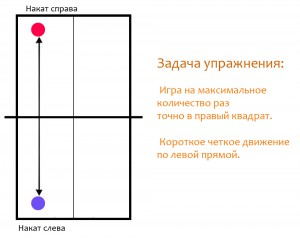 Накат справа
Задача упражнения:
Игра на максимальное
количество раз
точно в правый квадрат.
Короткое четкое движение
по левой прямой.
Накат слева